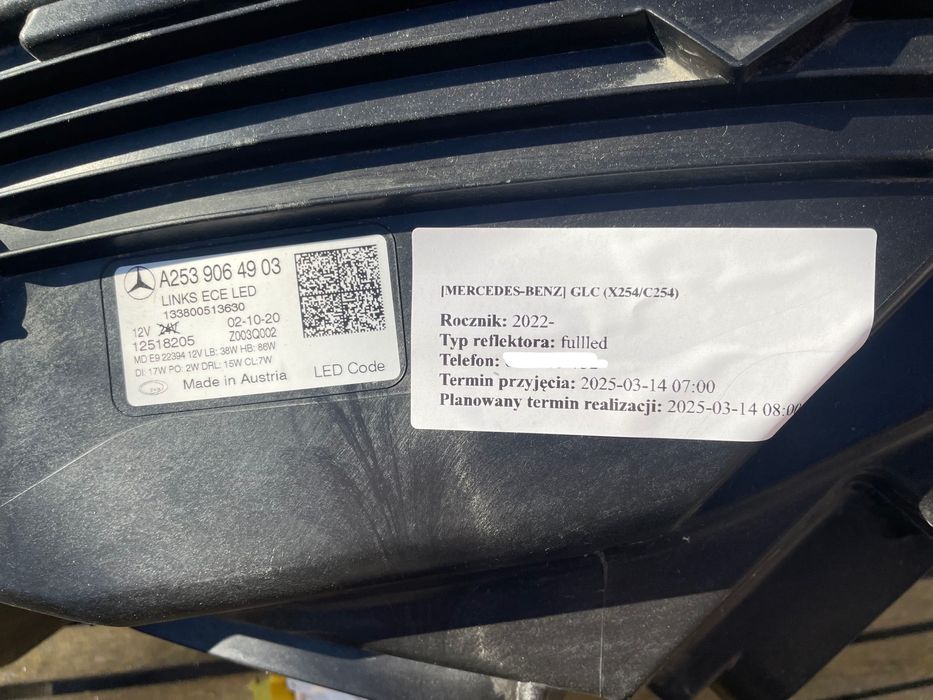 A253 906 49 03
LINKS ECE LED
133800513630
12V 24V 02-10-20
12518205 Z003Q002
MD E9 22394 12V LB: 38W HB: 86W
DI: 17W PO: 2W DRL: 15W CL:7W
Made in Austria LED Code
[MERCEDES-BENZ] GLC (X254/C254)
Rocznik: 2022-
Typ reflektora: fullled
Telefon:
Termin przyjęcia: 2025-03-14 07:00
Planowany termin realizacji: 2025-03-14 08:00